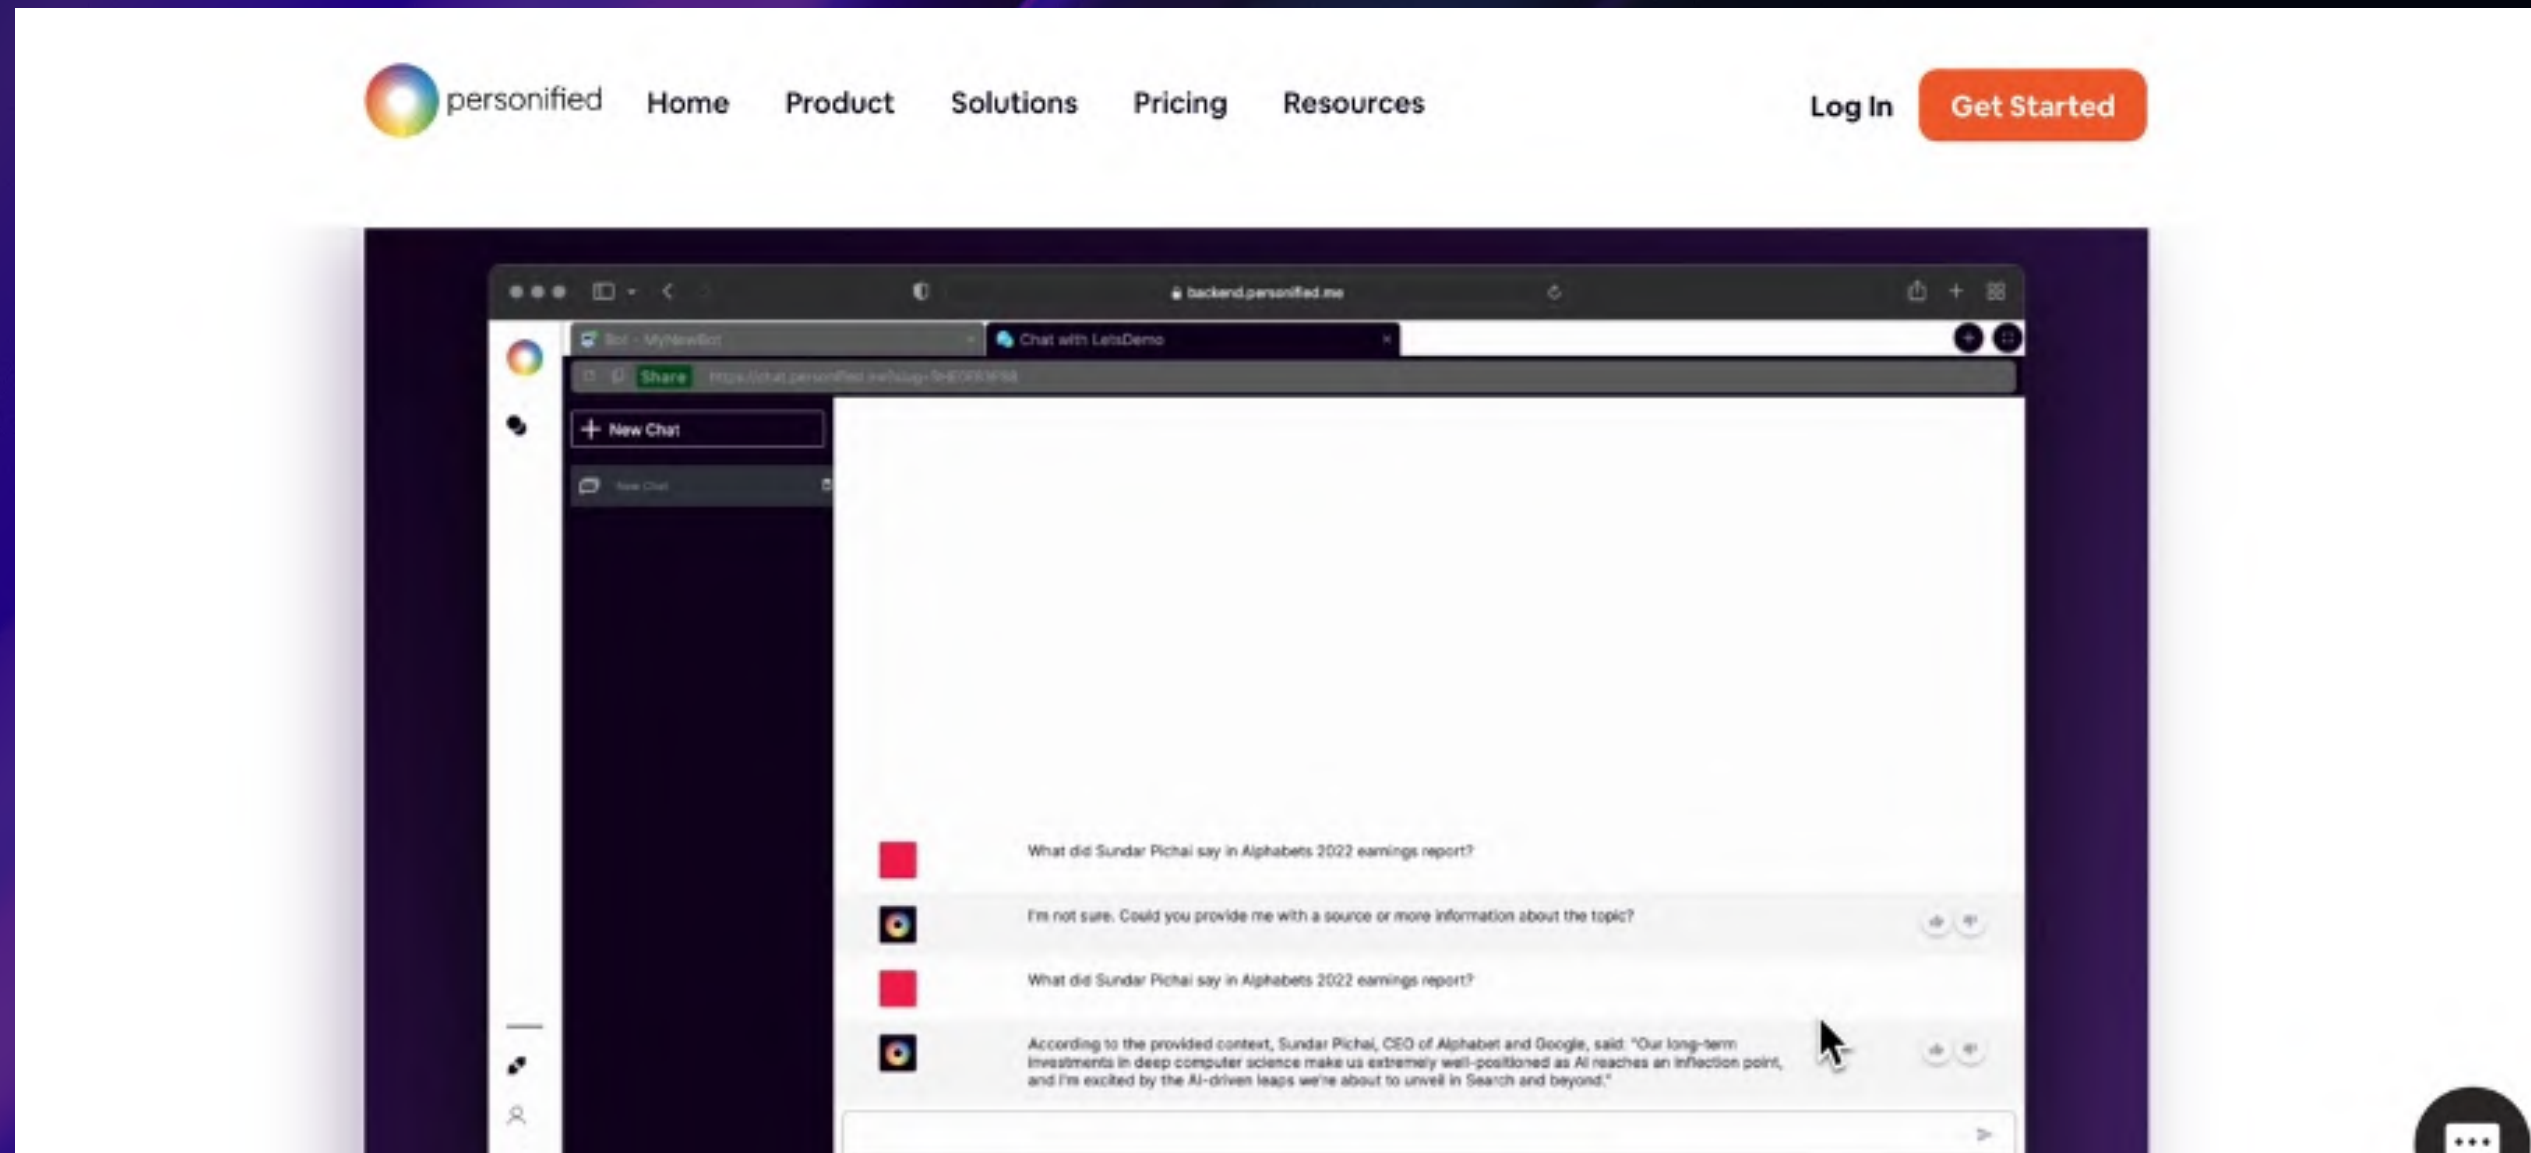 personified Home Product Solutions Pricing Resources Log In Get Started
backend.personified.me
Bot - MyNewBot Chat with LetsDemo
Share
New Chat
New Chat
What did Sundar Pichai say in Alphabets 2022 earnings report?
I'm not sure. Could you provide me with a source or more information about the topic?
What did Sundar Pichai say in Alphabets 2022 earnings report?
According to the provided context, Sundar Pichai, CEO of Alphabet and Google, said: "Our long-term
investments in deep computer science make us extremely well-positioned as AI reaches an inflection point,
and I'm excited by the AI-driven leaps we're about to unveil in Search and beyond."